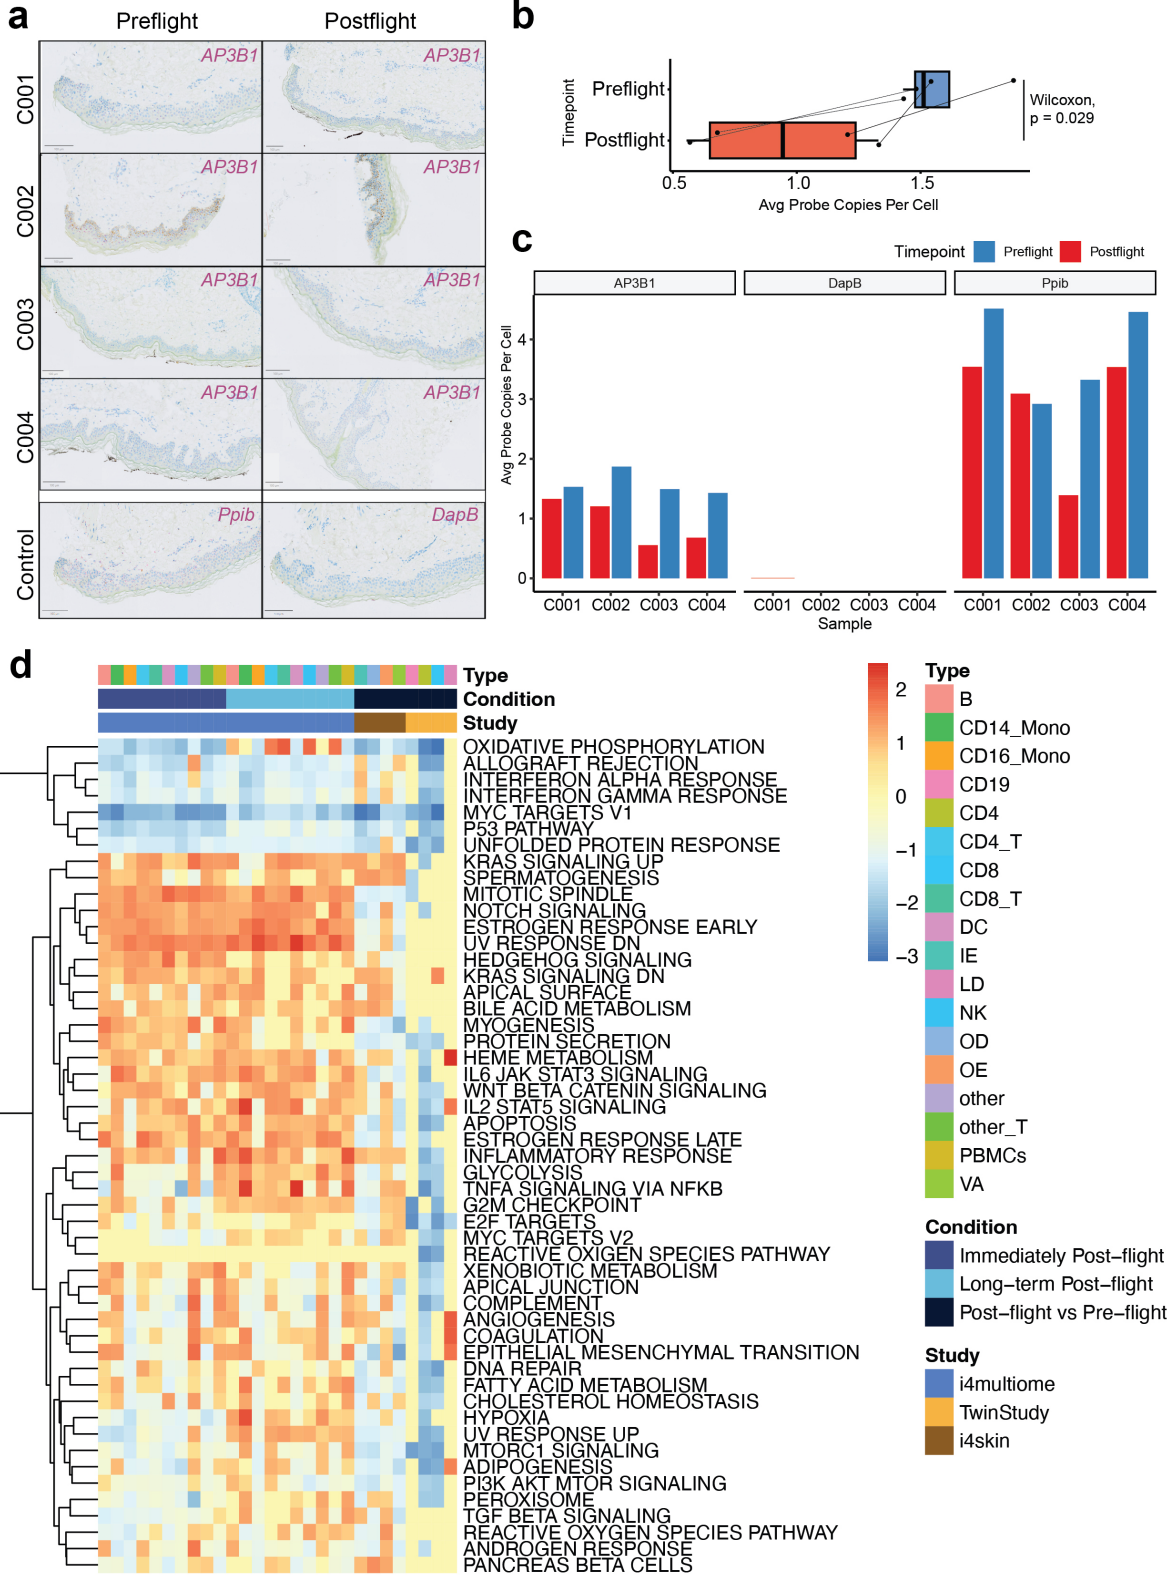 a
Preflight
Postflight
C001
AP3B1
AP3B1
C002
AP3B1
AP3B1
C003
AP3B1
AP3B1
C004
AP3B1
AP3B1
Control
Ppib
DapB
b
Timepoint
Preflight
Postflight
Wilcoxon,
p = 0.029
0.5
1.0
1.5
Avg Probe Copies Per Cell
c
Timepoint
Preflight
Postflight
AP3B1
DapB
Ppib
Avg Probe Copies Per Cell
4
3
2
1
0
C001 C002 C003 C004
C001 C002 C003 C004
C001 C002 C003 C004
Sample
d
Type
Condition
Study
OXIDATIVE PHOSPHORYLATION
ALLOGRAFT REJECTION
INTERFERON ALPHA RESPONSE
INTERFERON GAMMA RESPONSE
MYC TARGETS V1
P53 PATHWAY
UNFOLDED PROTEIN RESPONSE
KRAS SIGNALING UP
SPERMATOGENESIS
MITOTIC SPINDLE
NOTCH SIGNALING
ESTROGEN RESPONSE EARLY
UV RESPONSE DN
HEDGEHOG SIGNALING
KRAS SIGNALING DN
APICAL SURFACE
BILE ACID METABOLISM
MYOGENESIS
PROTEIN SECRETION
HEME METABOLISM
IL6 JAK STAT3 SIGNALING
WNT BETA CATENIN SIGNALING
IL2 STAT5 SIGNALING
APOPTOSIS
ESTROGEN RESPONSE LATE
INFLAMMATORY RESPONSE
GLYCOLYSIS
TNFA SIGNALING VIA NFKB
G2M CHECKPOINT
E2F TARGETS
MYC TARGETS V2
REACTIVE OXIGEN SPECIES PATHWAY
XENOBIOTIC METABOLISM
APICAL JUNCTION
COMPLEMENT
ANGIOGENESIS
COAGULATION
EPITHELIAL MESENCHYMAL TRANSITION
DNA REPAIR
FATTY ACID METABOLISM
CHOLESTEROL HOMEOSTASIS
HYPOXIA
UV RESPONSE UP
MTORC1 SIGNALING
ADIPOGENESIS
PI3K AKT MTOR SIGNALING
PEROXISOME
TGF BETA SIGNALING
REACTIVE OXYGEN SPECIES PATHWAY
ANDROGEN RESPONSE
PANCREAS BETA CELLS
2
1
0
−1
−2
−3
Type
B
CD14_Mono
CD16_Mono
CD19
CD4
CD4_T
CD8
CD8_T
DC
IE
LD
NK
OD
OE
other
other_T
PBMCs
VA
Condition
Immediately Post−flight
Long−term Post−flight
Post−flight vs Pre−flight
Study
i4multiome
TwinStudy
i4skin